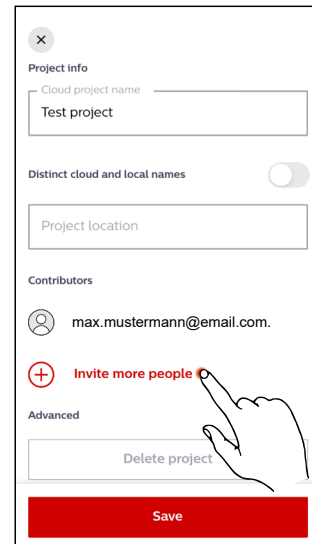 Project info
Cloud project name
Test project
Distinct cloud and local names
Project location
Contributors
max.mustermann@email.com.
Invite more people
Advanced
Delete project
Save